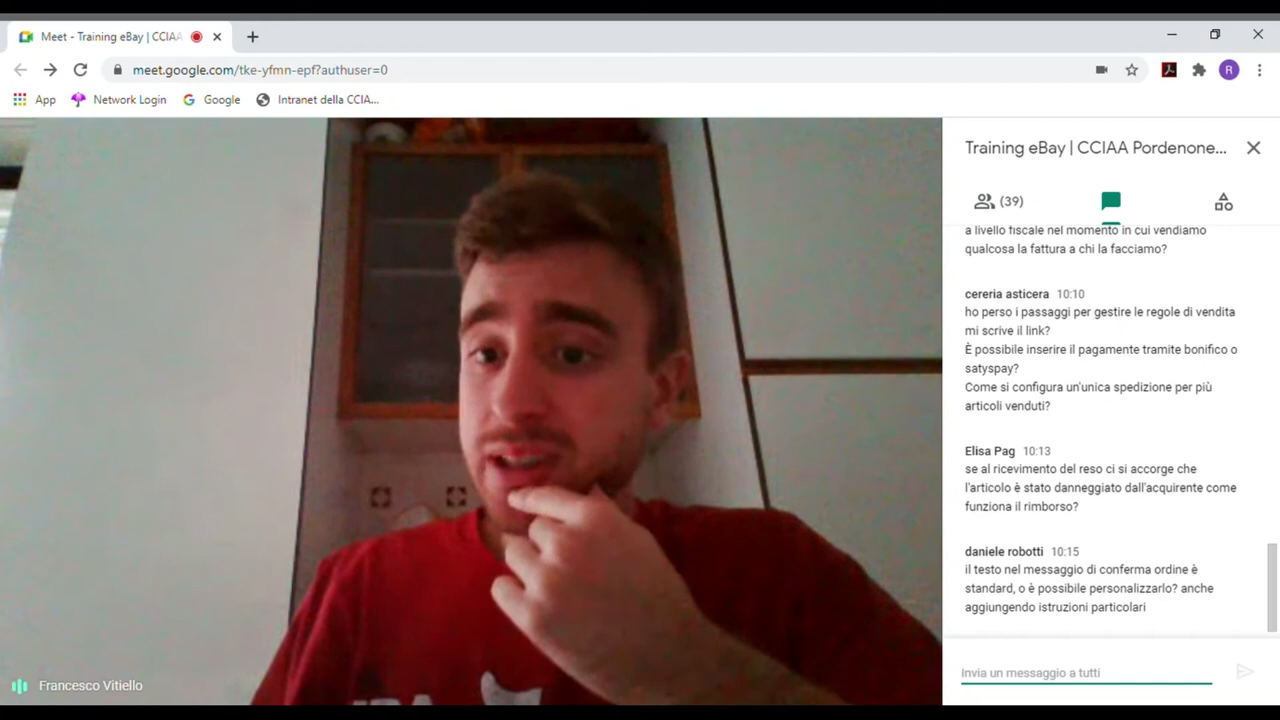 Meet - Training eBay | CCIAA
meet.google.com/tke-yfmn-epf?authuser=0
R
App
Network Login
Google
Intranet della CCIA...
Training eBay | CCIAA Pordenone...
(39)
a livello fiscale nel momento in cui vendiamo
qualcosa la fattura a chi la facciamo?
cereria asticera 10:10
ho perso i passaggi per gestire le regole di vendita
mi scrive il link?
È possibile inserire il pagamente tramite bonifico o
satyspay?
Come si configura un'unica spedizione per più
articoli venduti?
Elisa Pag 10:13
se al ricevimento del reso ci si accorge che
l'articolo è stato danneggiato dall'acquirente come
funziona il rimborso?
daniele robotti 10:15
il testo nel messaggio di conferma ordine è
standard, o è possibile personalizzarlo? anche
aggiungendo istruzioni particolari
Invia un messaggio a tutti
Francesco Vitiello